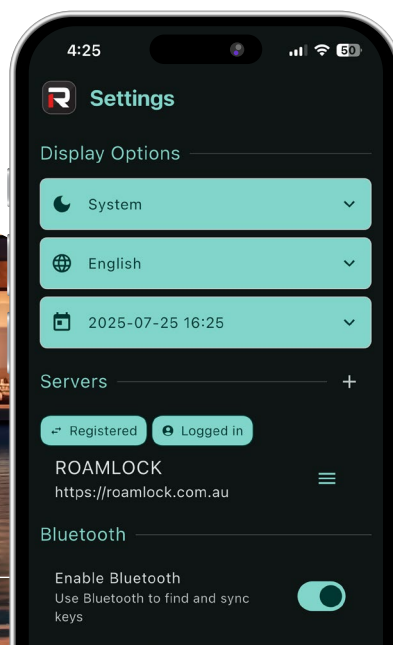 4:25
50
R Settings
Display Options
System
English
2025-07-25 16:25
Servers
Registered
Logged in
ROAMLOCK
https://roamlock.com.au
Bluetooth
Enable Bluetooth
Use Bluetooth to find and sync
keys